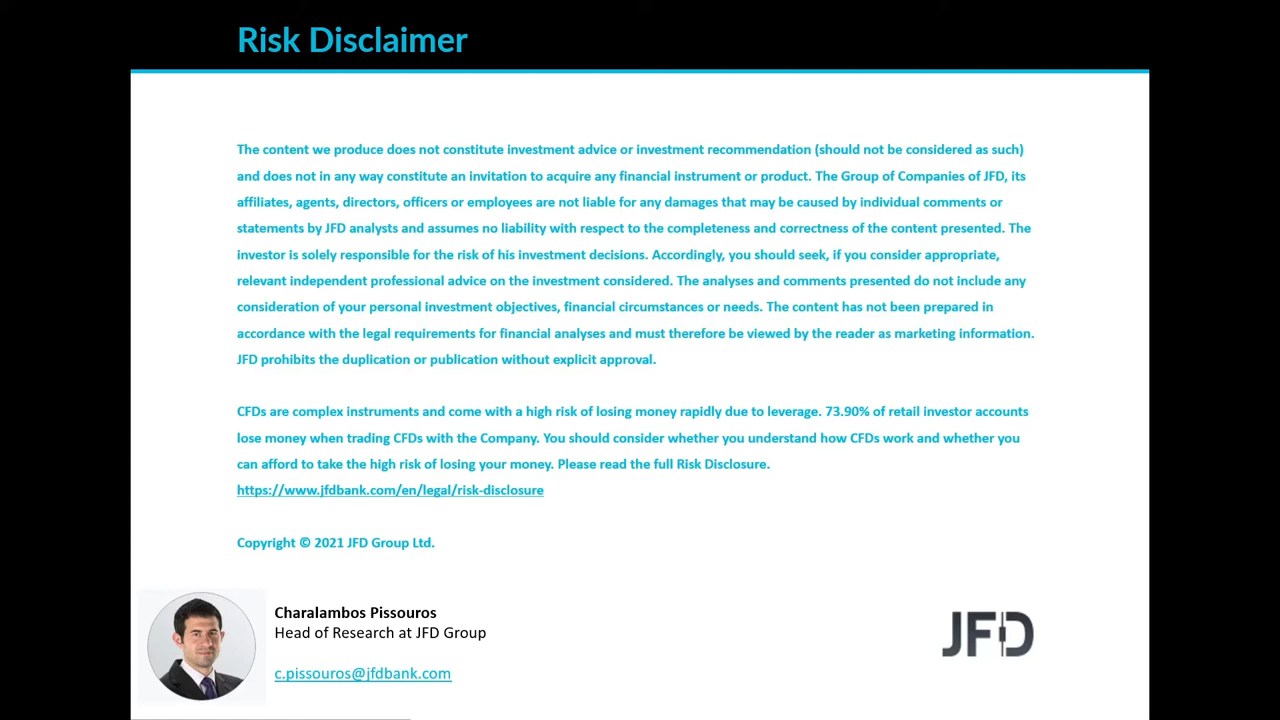 Risk Disclaimer
The content we produce does not constitute investment advice or investment recommendation (should not be considered as such)
and does not in any way constitute an invitation to acquire any financial instrument or product. The Group of Companies of JFD, its
affiliates, agents, directors, officers or employees are not liable for any damages that may be caused by individual comments or
statements by JFD analysts and assumes no liability with respect to the completeness and correctness of the content presented. The
investor is solely responsible for the risk of his investment decisions. Accordingly, you should seek, if you consider appropriate,
relevant independent professional advice on the investment considered. The analyses and comments presented do not include any
consideration of your personal investment objectives, financial circumstances or needs. The content has not been prepared in
accordance with the legal requirements for financial analyses and must therefore be viewed by the reader as marketing information.
JFD prohibits the duplication or publication without explicit approval.
CFDs are complex instruments and come with a high risk of losing money rapidly due to leverage. 73.90% of retail investor accounts
lose money when trading CFDs with the Company. You should consider whether you understand how CFDs work and whether you
can afford to take the high risk of losing your money. Please read the full Risk Disclosure.
https://www.jfdbank.com/en/legal/risk-disclosure
Copyright © 2021 JFD Group Ltd.
Charalambos Pissouros
Head of Research at JFD Group
c.pissouros@jfdbank.com
JFD